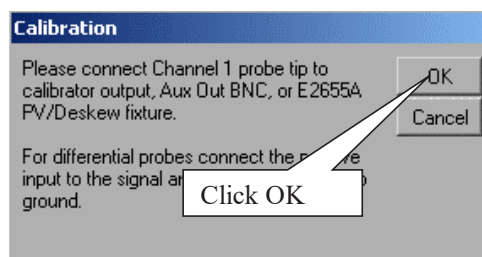 Calibration
Please connect Channel 1 probe tip to
calibrator output, Aux Out BNC, or E2655A
PV/Deskew fixture.
For differential probes connect the
input to the signal
ground.
OK
Cancel
Click OK